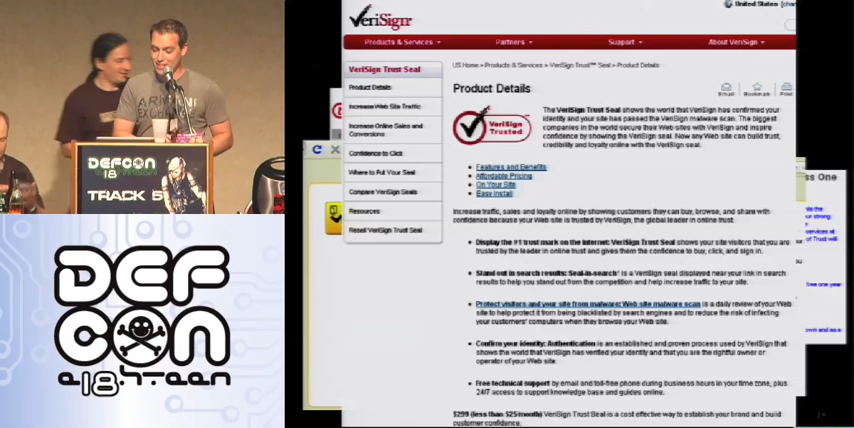 ARMANI
EXCHANGE
DEFCON
18
TRACK 5
DEF
CON
e18hteen
United States
VeriSign
Products & Services
Partners
Support
About VeriSign
VeriSign Trust Seal
Product Details
Increase Web Site Traffic
Increase Online Sales and
Conversions
Confidence to Click
Where to Put Your Seal
Compare VeriSign Seals
Resources
Resell VeriSign Trust Seal
US Home > Products & Services > VeriSign Trust™ Seal > Product Details
Product Details
Email
Bookmark
Print
VeriSign
Trusted
The VeriSign Trust Seal shows the world that VeriSign has confirmed your
identity and your site has passed the VeriSign malware scan. The biggest
companies in the world secure their Web sites with VeriSign and inspire
confidence by showing the VeriSign seal. Now any Web site can build trust,
credibility and loyalty online with the VeriSign seal.
Features and Benefits
Affordable Pricing
On Your Site
Easy Install
Increase traffic, sales and loyalty online by showing customers they can buy, browse, and share with
confidence because your Web site is trusted by VeriSign, the global leader in online trust.
Display the #1 trust mark on the Internet: VeriSign Trust Seal shows your site visitors that you are
trusted by the leader in online trust and gives them the confidence to buy, click, and sign in.
Stand out in search results: Seal-in-search™ is a VeriSign seal displayed near your link in search
results to help you stand out from the competition and help increase traffic to your site.
Protect visitors and your site from malware: Web site malware scan is a daily review of your Web
site to help protect it from being blacklisted by search engines and to reduce the risk of infecting
your customers' computers when they browse your Web site.
Confirm your identity: Authentication is an established and proven process used by VeriSign that
shows the world that VeriSign has verified your identity and that you are the rightful owner or
operator of your Web site.
Free technical support by email and toll-free phone during business hours in your time zone, plus
24/7 access to support knowledge base and guides online.
$299 (less than $25/month) VeriSign Trust Seal is a cost effective way to establish your brand and build
customer confidence.
ss One
your strong
services at
of Trust will
free one year